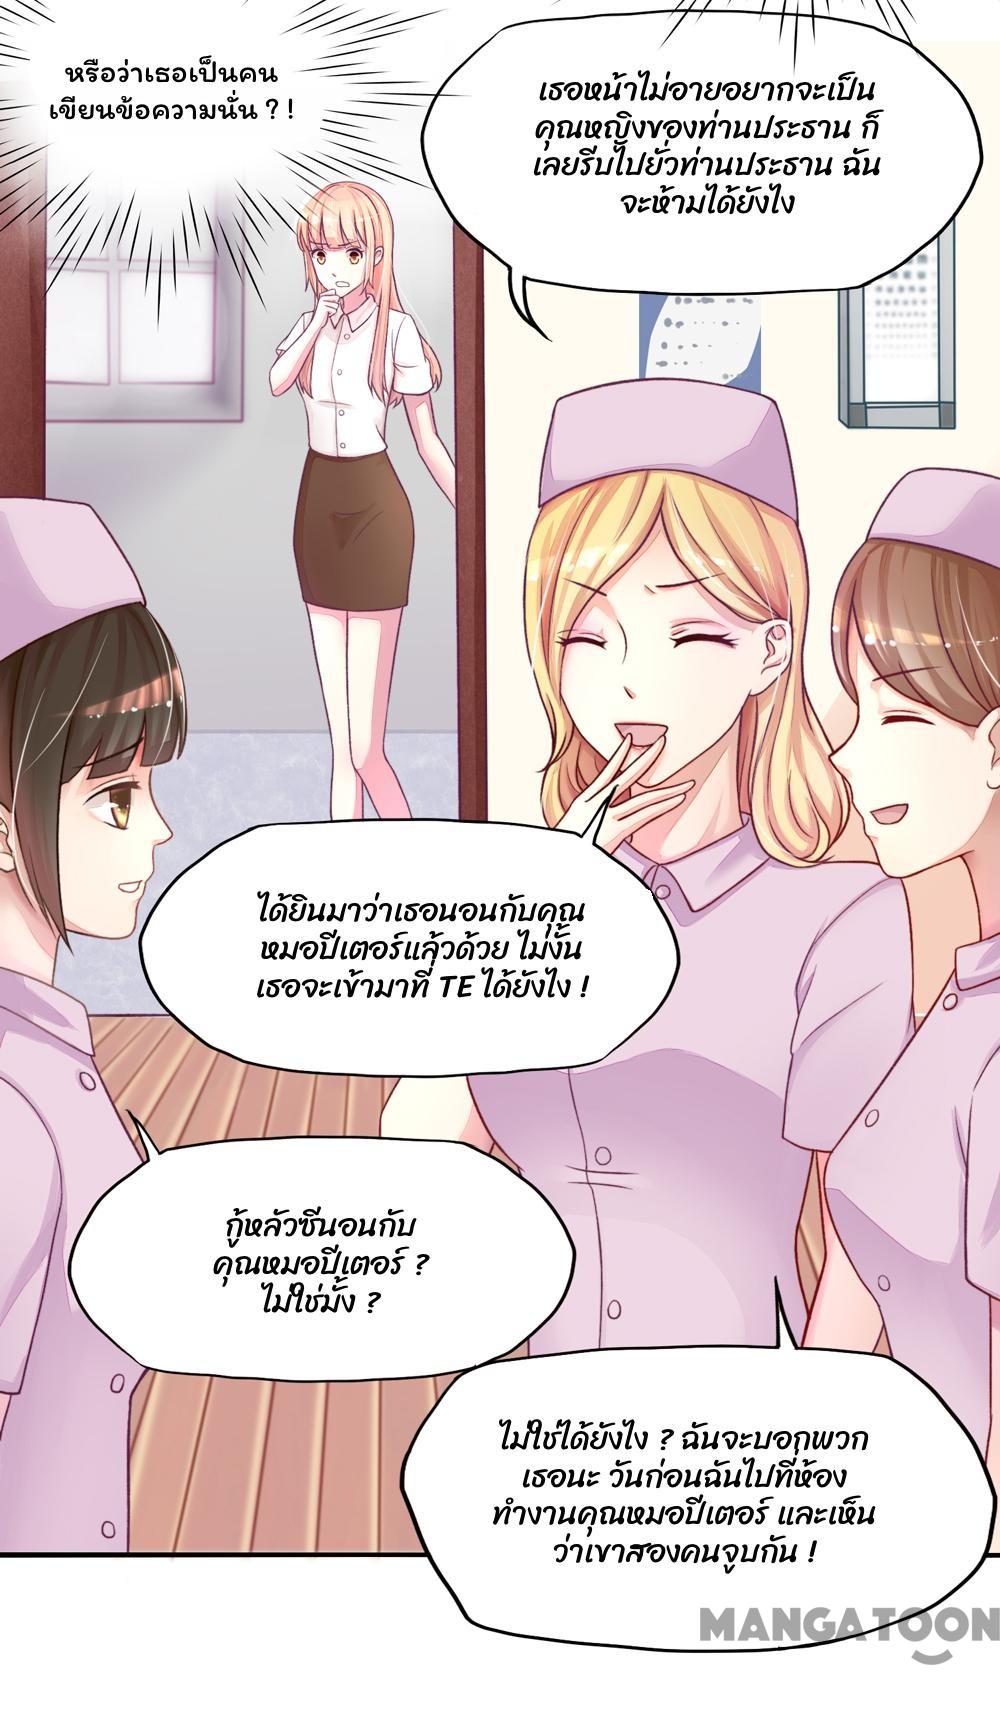 หรือว่าเธอเป็นคน
เขียนข้อความนั่น ? !
เธอหน้าไม่อายอยากจะเป็น
คุณหญิงของท่านประธาน ก็
เลยรีบไปยั่วท่านประธาน ฉัน
จะห้ามได้ยังไง
ได้ยินมาว่าเธอนอนกับคุณ
หมอปีเตอร์แล้วด้วย ไม่งั้น
เธอจะเข้ามาที่ TE ได้ยังไง !
กู้หลัวซีนอนกับ
คุณหมอปีเตอร์ ?
ไม่ใช่มั้ง ?
ไม่ใช่ได้ยังไง ? ฉันจะบอกพวก
เธอนะ วันก่อนฉันไปที่ห้อง
ทำงานคุณหมอปีเตอร์ และเห็น
ว่าเขาสองคนจูบกัน !
MANGATOON